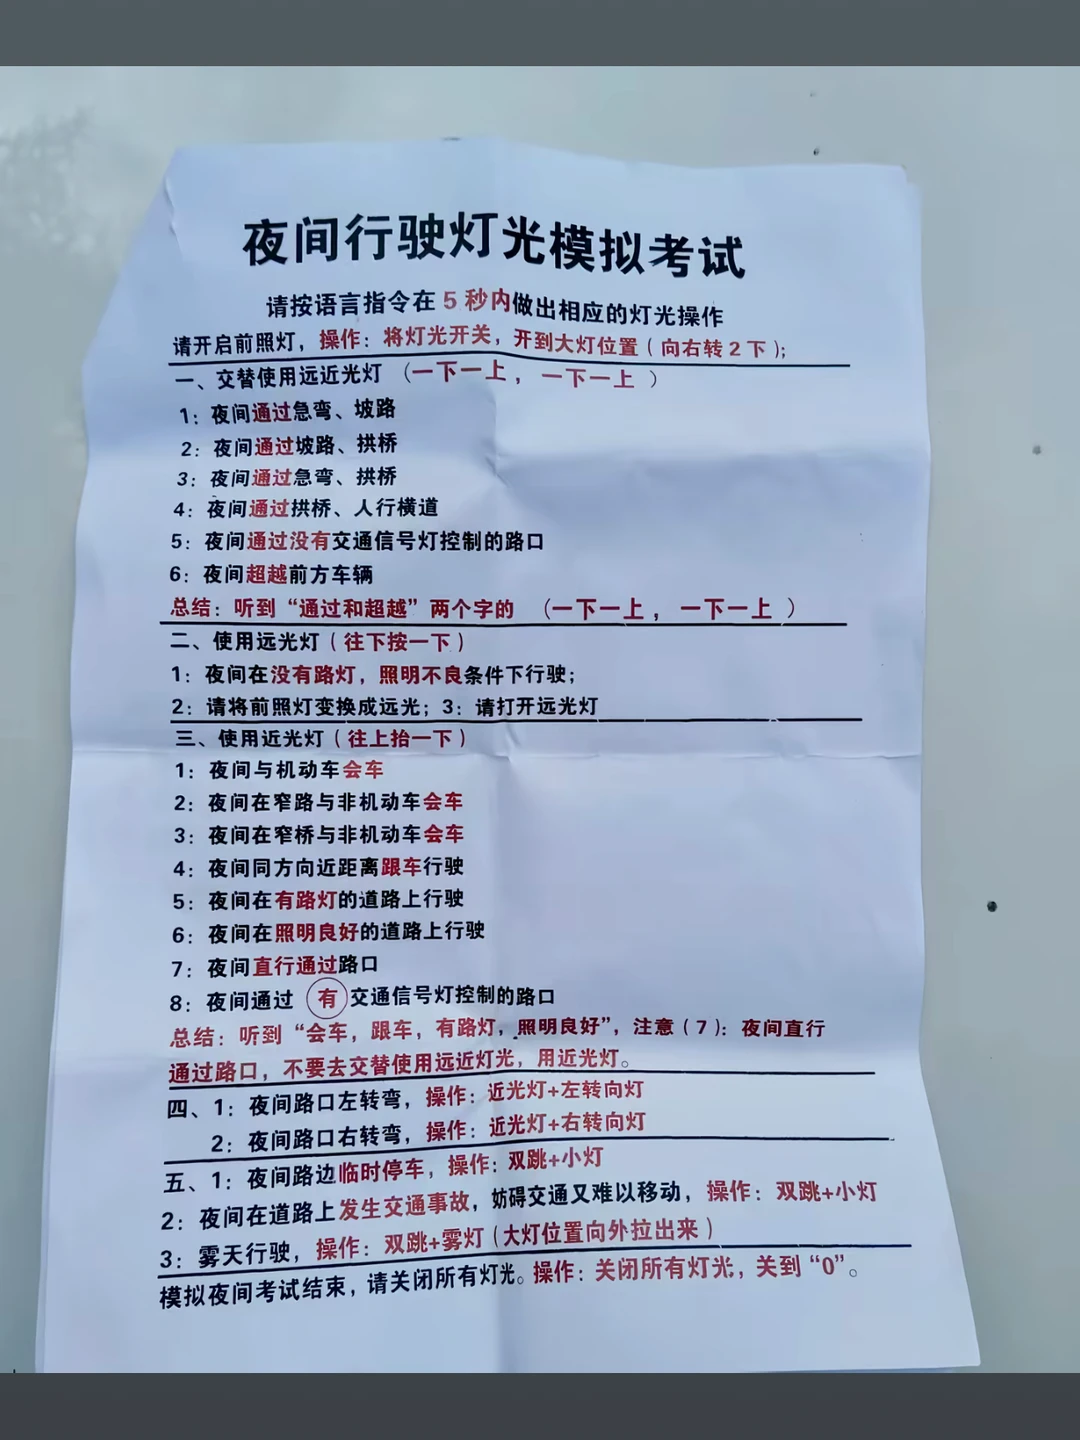 夜间行驶灯光模拟考试
请按语言指令在5秒内做出相应的灯光操作
请开启前照灯，操作：将灯光开关，开到大灯位置（向右转2下）；
一、交替使用远近光灯 （一下一上，一下一上）
1：夜间通过急弯、坡路
2：夜间通过坡路、拱桥
3：夜间通过急弯、拱桥
4：夜间通过拱桥、人行横道
5：夜间通过没有交通信号灯控制的路口
6：夜间超越前方车辆
总结：听到“通过和超越”两个字的 （一下一上，一下一上）
二、使用远光灯（往下按一下）
1：夜间在没有路灯，照明不良条件下行驶；
2：请将前照灯变换成远光；3：请打开远光灯
三、使用近光灯（往上抬一下）
1：夜间与机动车会车
2：夜间在窄路与非机动车会车
3：夜间在窄桥与非机动车会车
4：夜间同方向近距离跟车行驶
5：夜间在有路灯的道路上行驶
6：夜间在照明良好的道路上行驶
7：夜间直行通过路口
8：夜间通过 有 交通信号灯控制的路口
总结：听到“会车，跟车，有路灯，照明良好”，注意（7）：夜间直行
通过路口，不要去交替使用远近灯光，用近光灯。
四、1：夜间路口左转弯，操作：近光灯+左转向灯
2：夜间路口右转弯，操作：近光灯+右转向灯
五、1：夜间路边临时停车，操作：双跳+小灯
2：夜间在道路上发生交通事故，妨碍交通又难以移动，操作：双跳+小灯
3：雾天行驶，操作：双跳+雾灯（大灯位置向外拉出来）
模拟夜间考试结束，请关闭所有灯光。操作：关闭所有灯光，关到“0”。